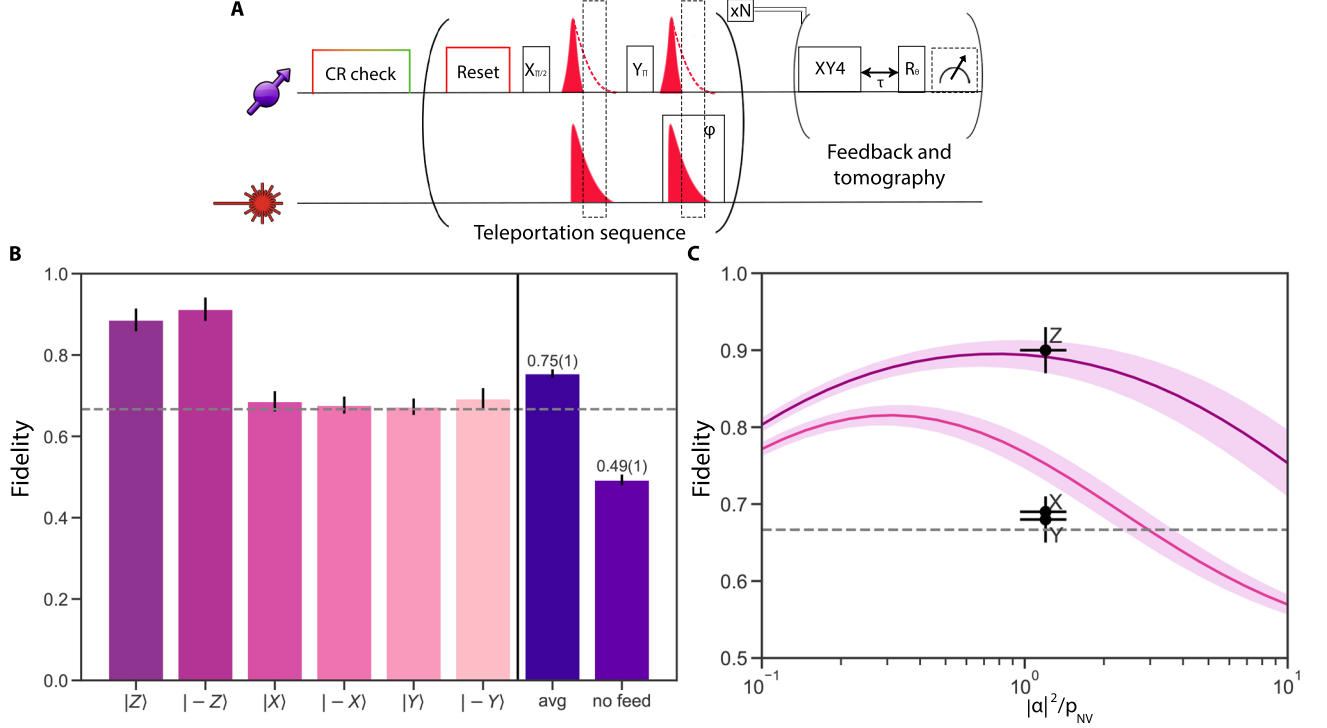 A
xN
CR check
Reset
Xπ/2
Yπ
φ
XY4
τ
Rθ
Feedback and
tomography
Teleportation sequence
B
Fidelity
1.0
0.8
0.6
0.4
0.2
0.0
0.75(1)
0.49(1)
|Z⟩
|−Z⟩
|X⟩
|−X⟩
|Y⟩
|−Y⟩
avg
no feed
C
Fidelity
1.0
0.9
0.8
0.7
0.6
0.5
Z
X
Y
10⁻¹
10⁰
10¹
|α|²/pNV